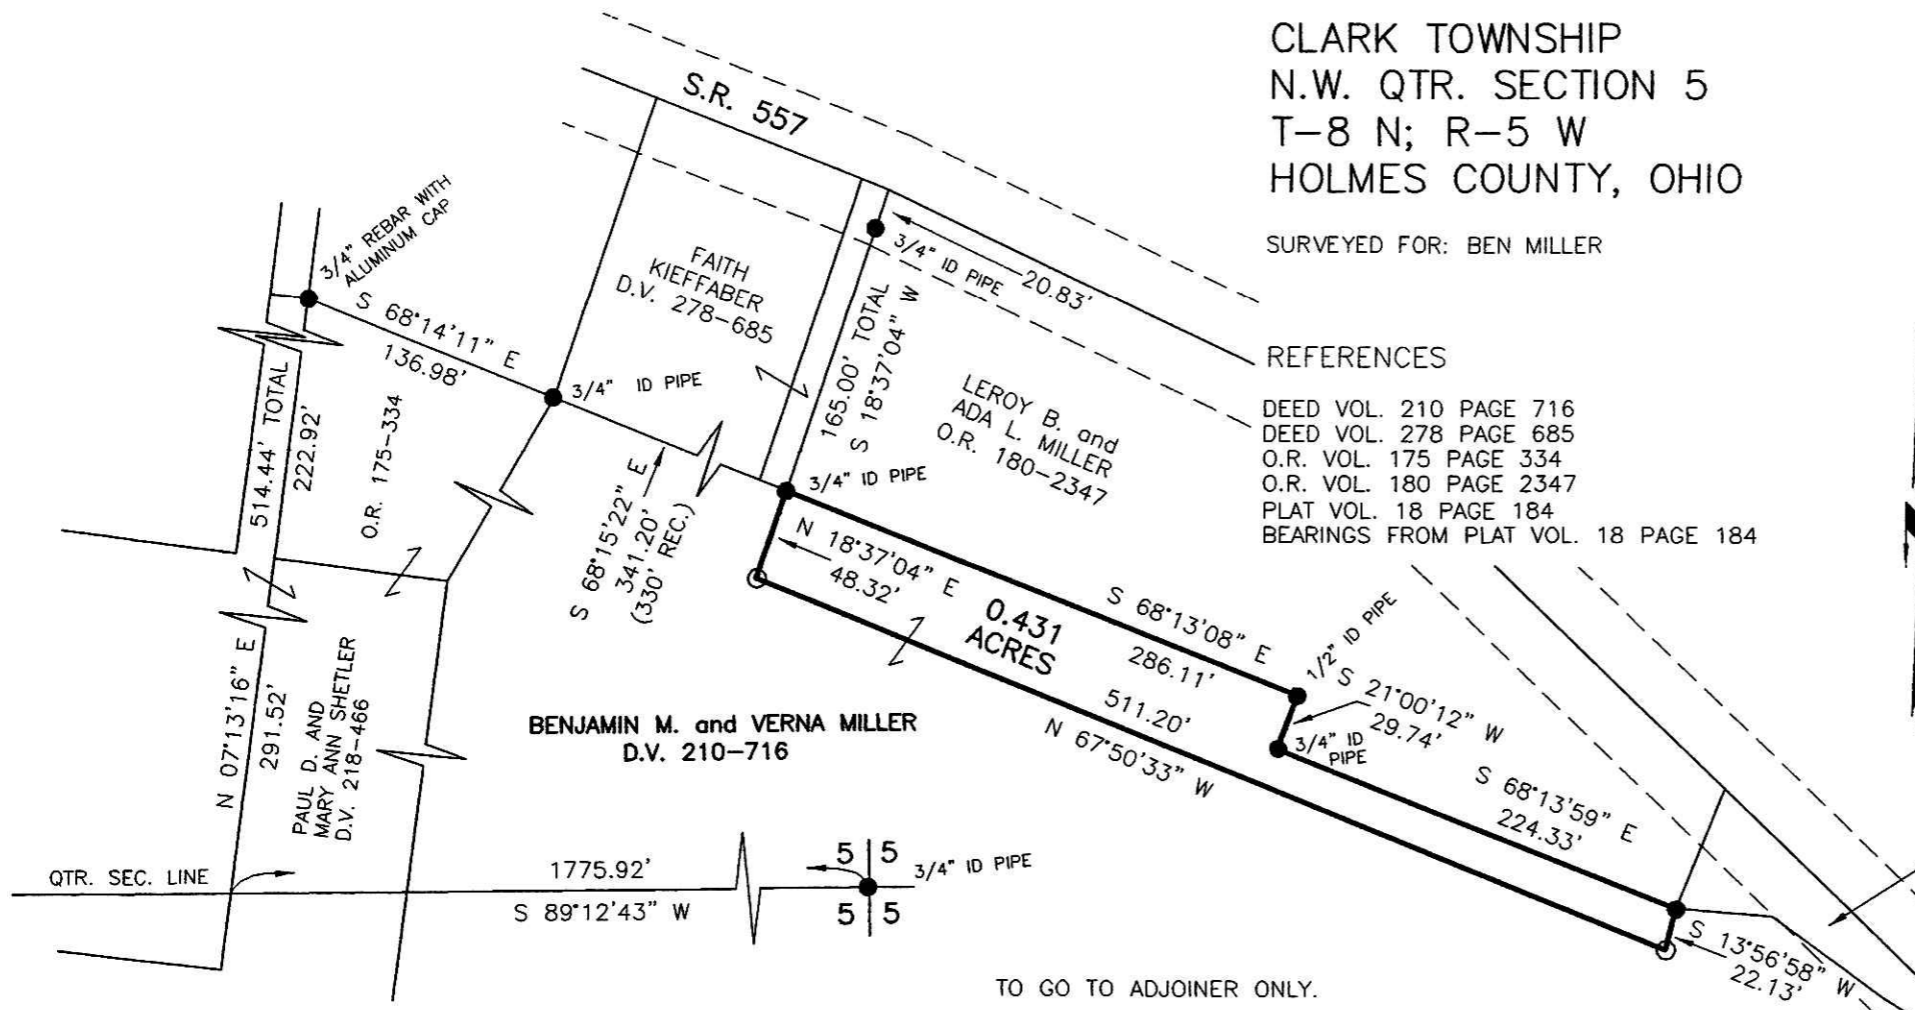 CLARK TOWNSHIP
N.W. QTR. SECTION 5
T-8 N; R-5 W
HOLMES COUNTY, OHIO
SURVEYED FOR: BEN MILLER
REFERENCES
DEED VOL. 210 PAGE 716
DEED VOL. 278 PAGE 685
O.R. VOL. 175 PAGE 334
O.R. VOL. 180 PAGE 2347
PLAT VOL. 18 PAGE 184
BEARINGS FROM PLAT VOL. 18 PAGE 184
S.R. 557
3/4" REBAR WITH
ALUMINUM CAP
S 68°14'11" E
136.98'
3/4" ID PIPE
FAITH
KIEFFABER
D.V. 278-685
3/4" ID PIPE
20.83'
165.00' TOTAL
S 18°37'04" W
LEROY B. and
ADA L. MILLER
O.R. 180-2347
3/4" ID PIPE
514.44' TOTAL
222.92'
O.R. 175-334
S 68°15'22" E
341.20'
(330' REC.)
N 18°37'04" E
48.32'
0.431
ACRES
S 68°13'08" E
286.11'
1/2" ID PIPE
S 21°00'12" W
29.74'
3/4" ID
PIPE
511.20'
N 67°50'33" W
S 68°13'59" E
224.33'
S 13°56'58" W
22.13'
N 07°13'16" E
291.52'
PAUL D. AND
MARY ANN SHETLER
D.V. 218-466
BENJAMIN M. and VERNA MILLER
D.V. 210-716
QTR. SEC. LINE
1775.92'
S 89°12'43" W
5 5
5 5
3/4" ID PIPE
TO GO TO ADJOINER ONLY.